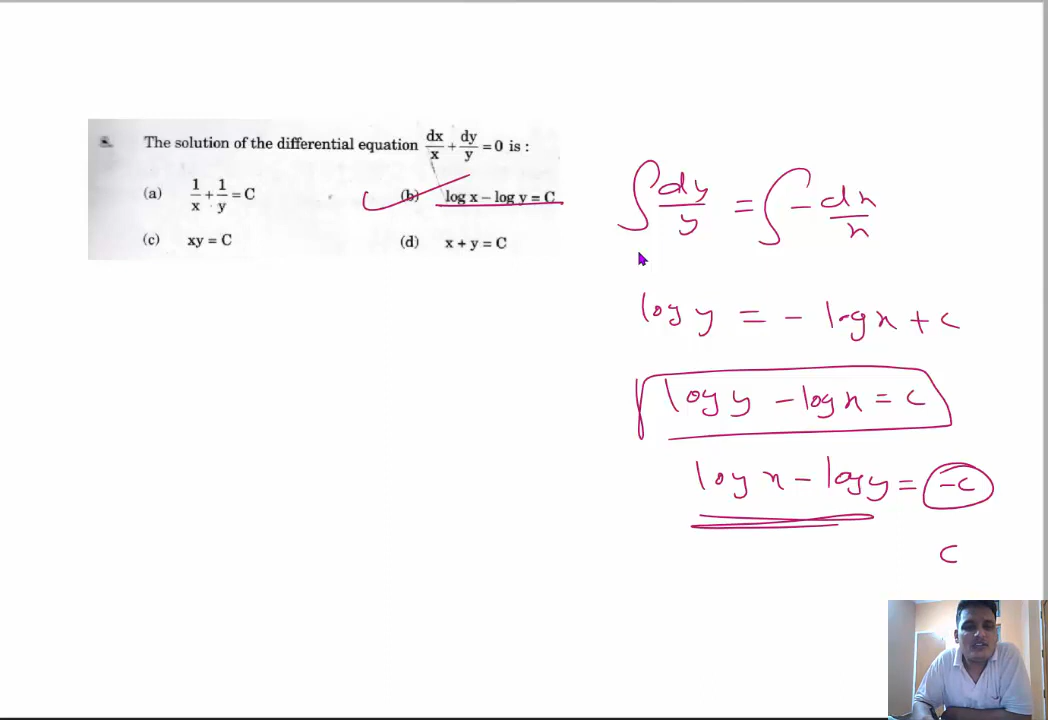 The solution of the differential equation dx/x + dy/y = 0 is :
(a) 1/x + 1/y = C
(b) log x – log y = C
(c) xy = C
(d) x + y = C
∫ dy/y = ∫ – dx/x
log y = – log x + c
log y – log x = c
log x – log y = –c
c